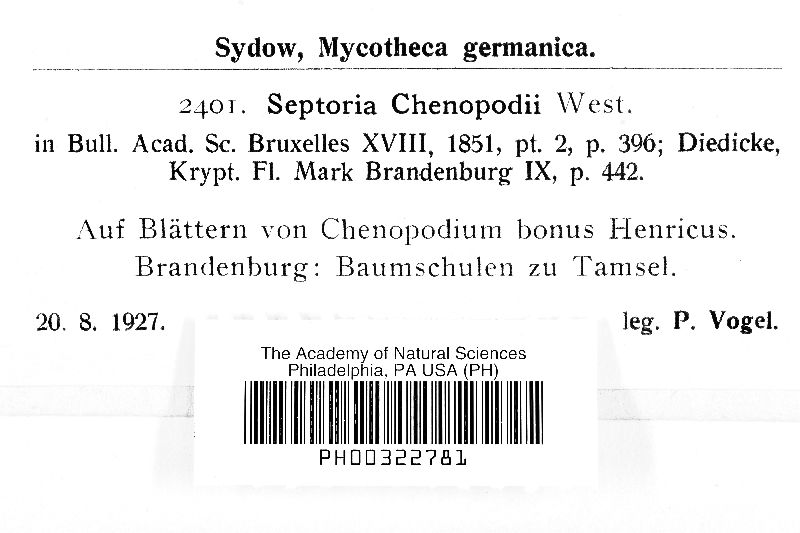 Sydow, Mycotheca germanica.
2401. Septoria Chenopodii West.
in Bull. Acad. Sc. Bruxelles XVIII, 1851, pt. 2, p. 396; Diedicke,
Krypt. Fl. Mark Brandenburg IX, p. 442.
Auf Blättern von Chenopodium bonus Henricus.
Brandenburg: Baumschulen zu Tamsel.
20. 8. 1927. leg. P. Vogel.
The Academy of Natural Sciences
Philadelphia, PA USA (PH)
PH00322781